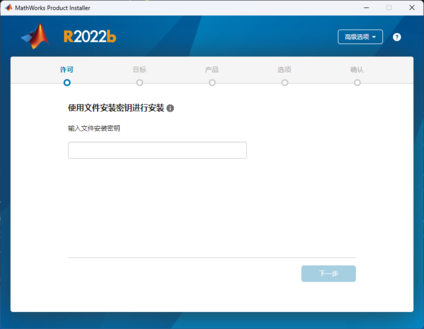 MathWorks Product Installer
R2022b
高级选项
?
许可
目标
产品
选项
确认
使用文件安装密钥进行安装
输入文件安装密钥
下一步